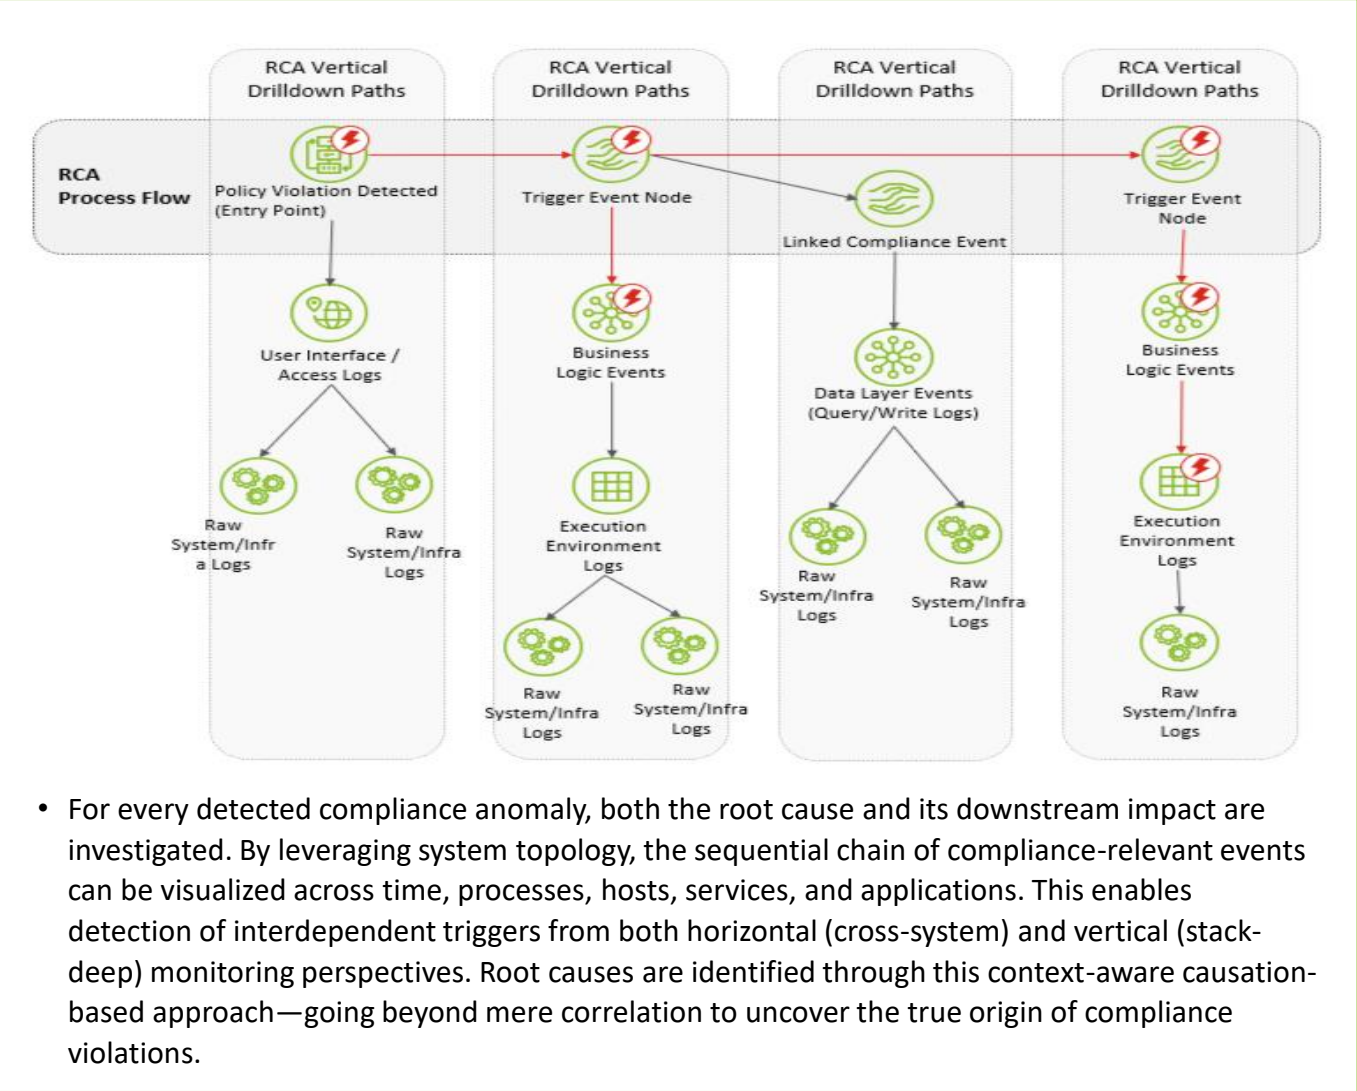 RCA Vertical
Drilldown Paths
RCA Vertical
Drilldown Paths
RCA Vertical
Drilldown Paths
RCA Vertical
Drilldown Paths
RCA
Process Flow
Policy Violation Detected
(Entry Point)
Trigger Event Node
Linked Compliance Event
Trigger Event
Node
User Interface /
Access Logs
Business
Logic Events
Data Layer Events
(Query/Write Logs)
Business
Logic Events
Raw
System/Infr
a Logs
Raw
System/Infra
Logs
Execution
Environment
Logs
Raw
System/Infra
Logs
Raw
System/Infra
Logs
Execution
Environment
Logs
Raw
System/Infra
Logs
Raw
System/Infra
Logs
Raw
System/Infra
Logs
• For every detected compliance anomaly, both the root cause and its downstream impact are
investigated. By leveraging system topology, the sequential chain of compliance-relevant events
can be visualized across time, processes, hosts, services, and applications. This enables
detection of interdependent triggers from both horizontal (cross-system) and vertical (stack-
deep) monitoring perspectives. Root causes are identified through this context-aware causation-
based approach—going beyond mere correlation to uncover the true origin of compliance
violations.